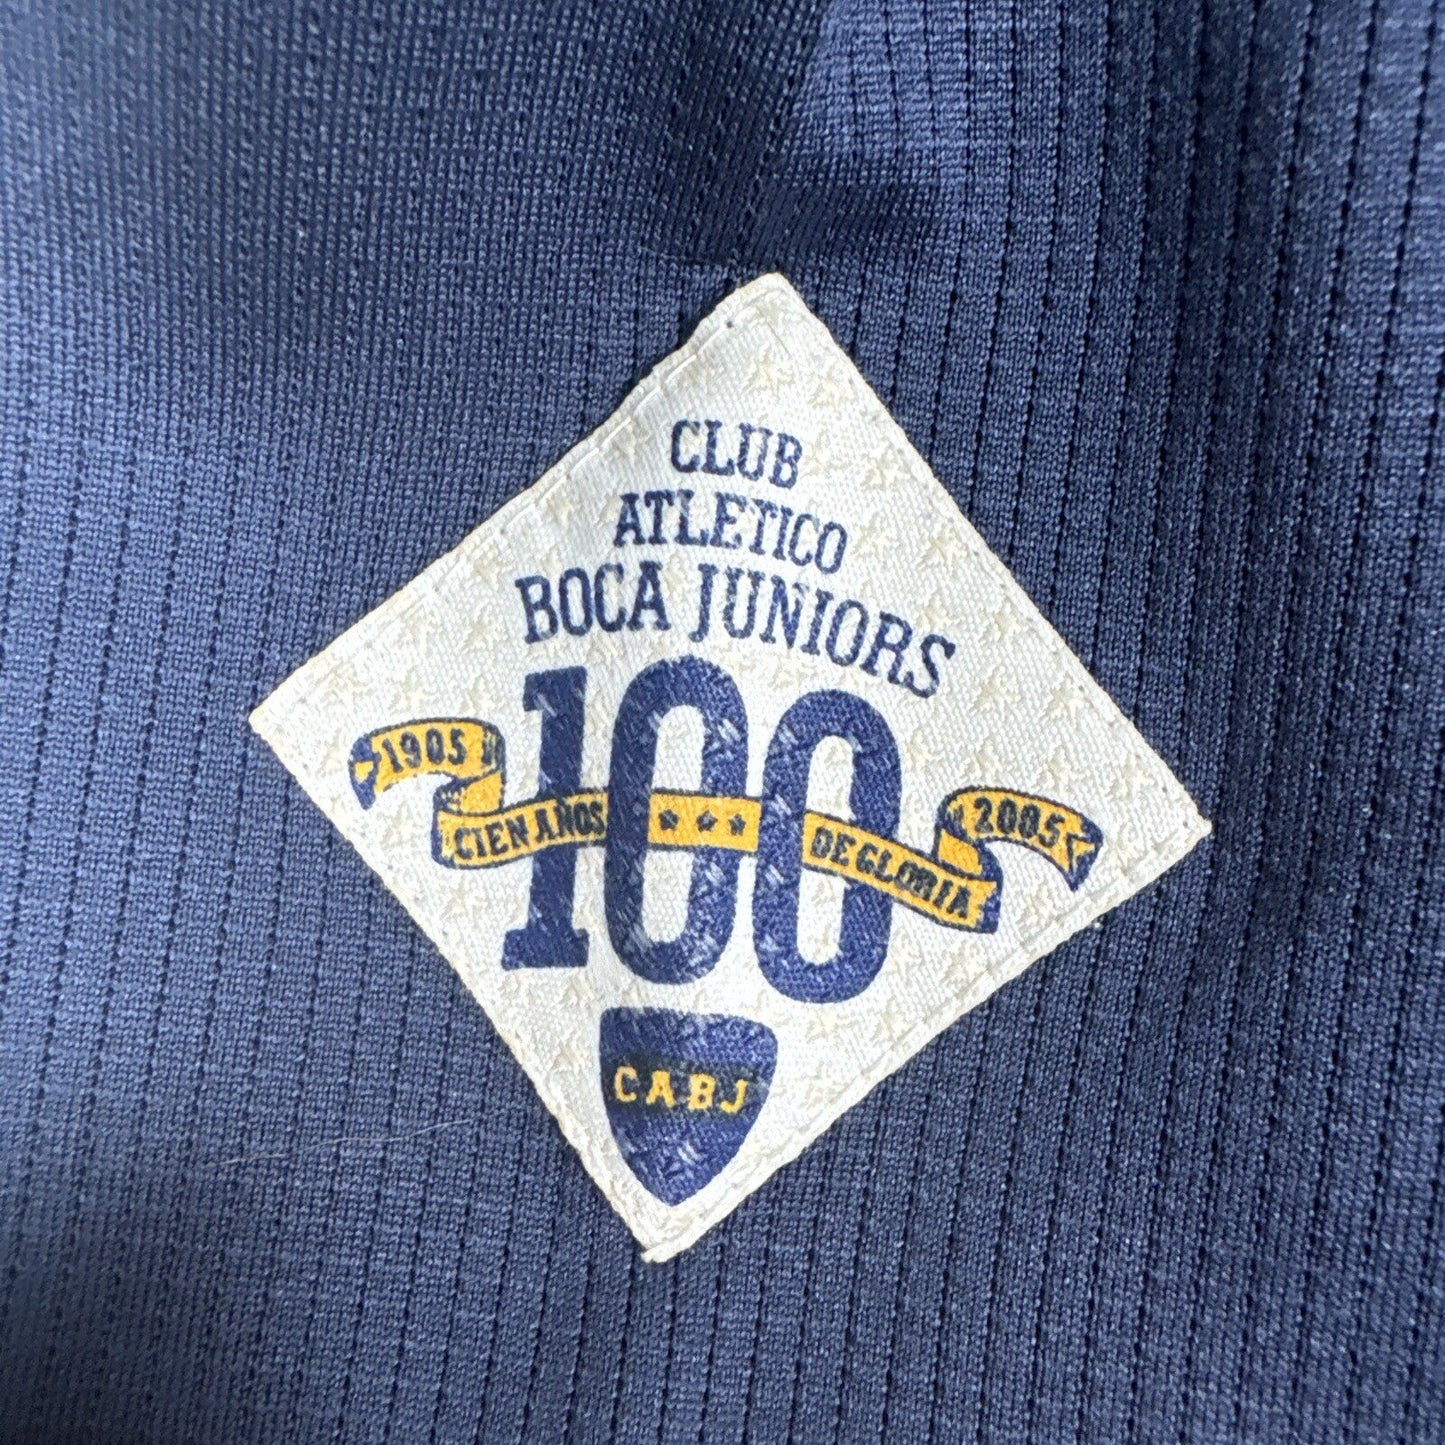 CLUB
ATLETICO
BOCA JUNIORS
100
1905
CIEN AÑOS
DE GLORIA
2005
CABJ